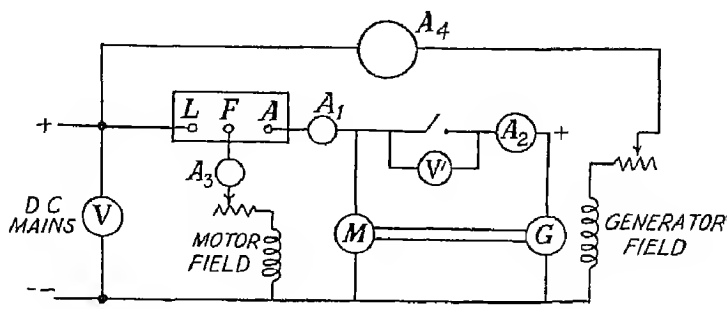 A4
L F A
A1
+
A2
+
V'
A3
DC
MAINS
V
MOTOR
FIELD
M
G
GENERATOR
FIELD
--